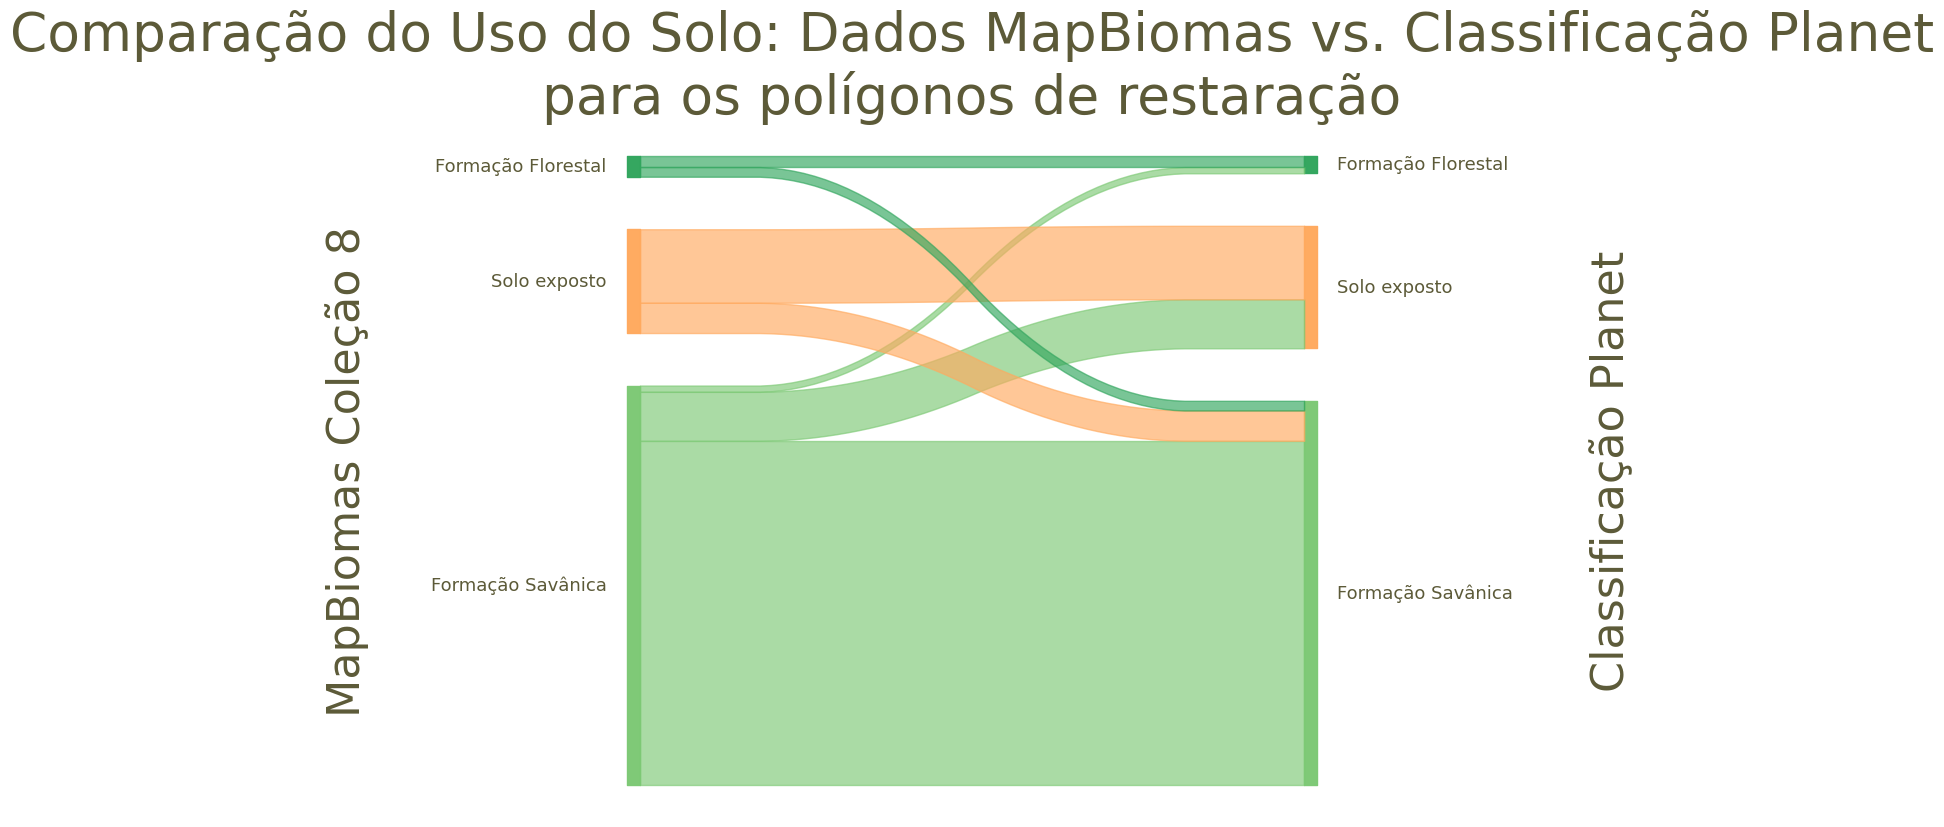 Comparação do Uso do Solo: Dados MapBiomas vs. Classificação Planet
para os polígonos de restaração
MapBiomas Coleção 8
Formação Florestal
Solo exposto
Formação Savânica
Formação Florestal
Solo exposto
Formação Savânica
Classificação Planet